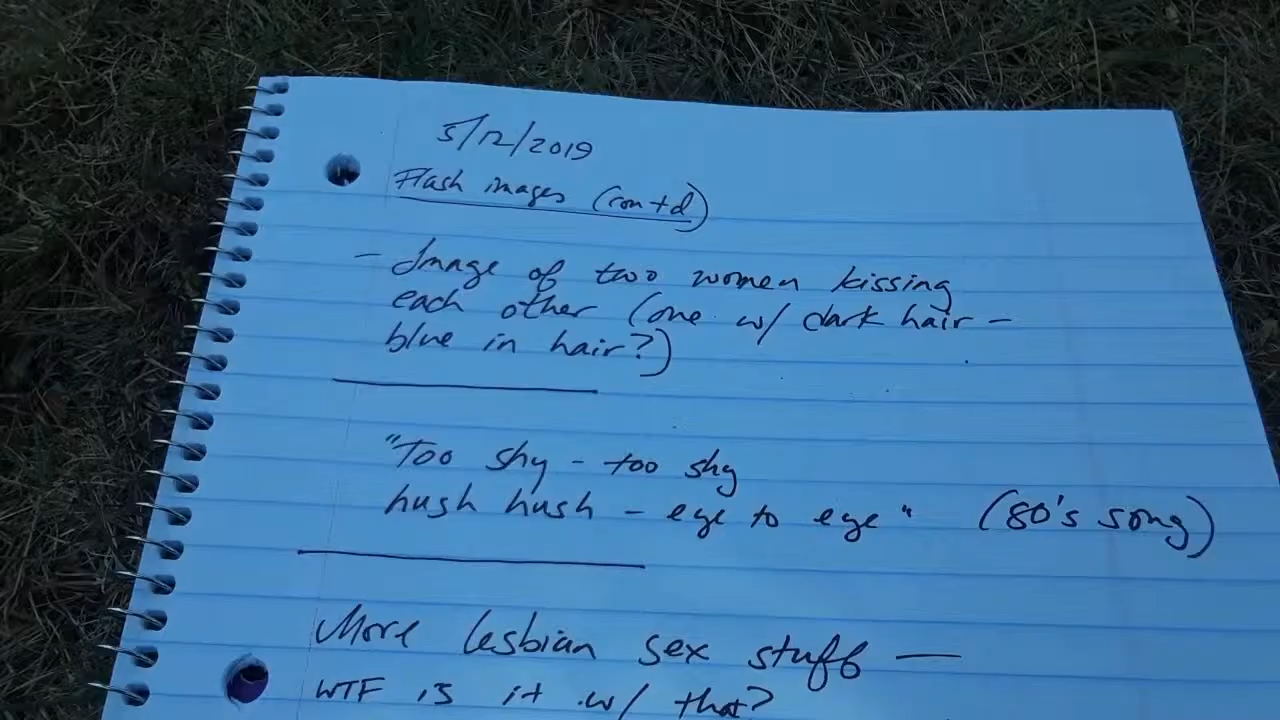 5/12/2019
Flash images (con+d)
- Image of two women kissing
each other (one w/ dark hair -
blue in hair?)
"Too shy - too shy
hush hush - eye to eye" (80's song)
More lesbian sex stuff —
WTF is it w/ that?